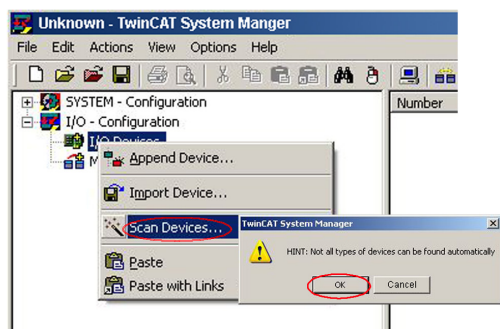 Unknown - TwinCAT System Manger
File Edit Actions View Options Help
SYSTEM - Configuration
Number
I/O - Configuration
I/O Devices
M
Append Device...
Import Device...
Scan Devices...
TwinCAT System Manager
HINT: Not all types of devices can be found automatically
OK
Cancel
Paste
Paste with Links